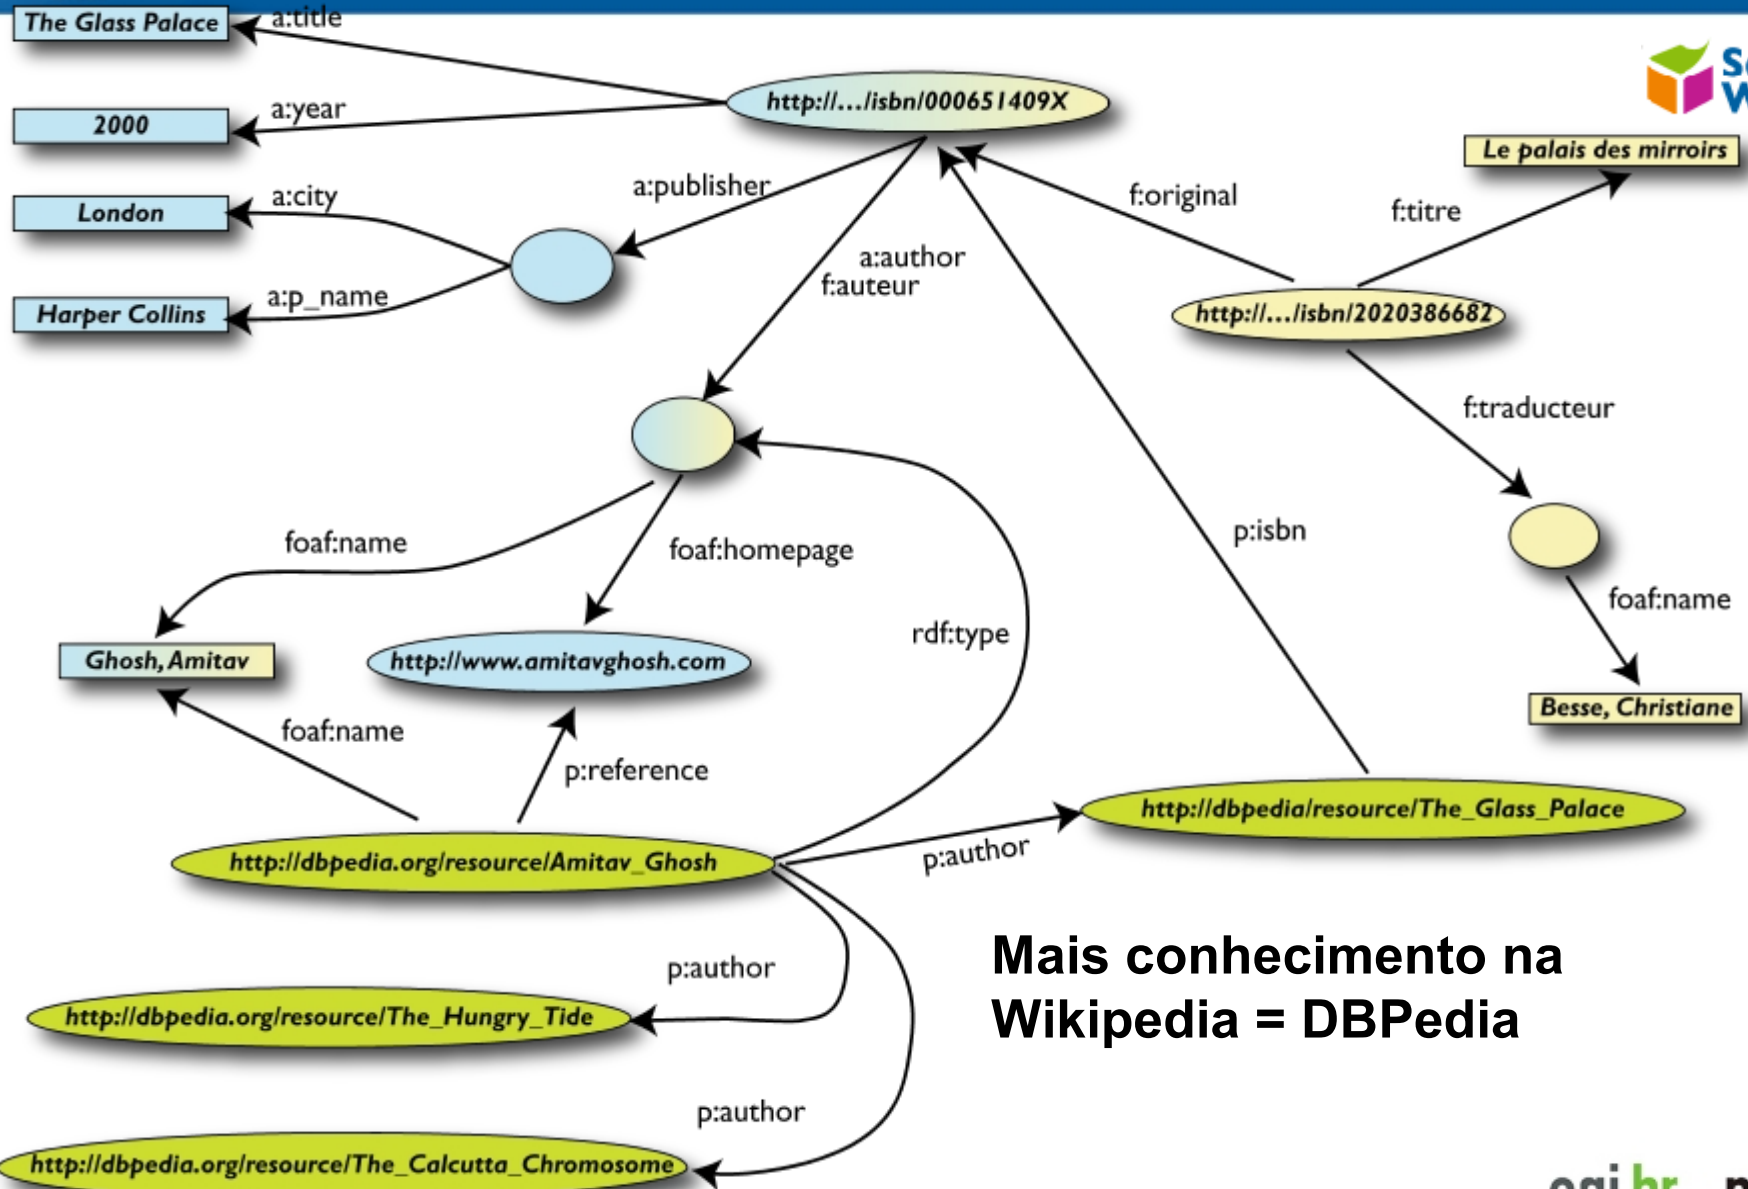 The Glass Palace
a:title
http://…/isbn/000651409X
2000
a:year
Le palais des mirroirs
London
a:city
a:publisher
f:original
f:titre
a:author
f:auteur
Harper Collins
a:p_name
http://…/isbn/2020386682
f:traducteur
foaf:name
foaf:homepage
p:isbn
foaf:name
rdf:type
Ghosh, Amitav
http://www.amitavghosh.com
Besse, Christiane
foaf:name
p:reference
http://dbpedia/resource/The_Glass_Palace
http://dbpedia.org/resource/Amitav_Ghosh
p:author
Mais conhecimento na
Wikipedia = DBPedia
p:author
http://dbpedia.org/resource/The_Hungry_Tide
p:author
http://dbpedia.org/resource/The_Calcutta_Chromosome